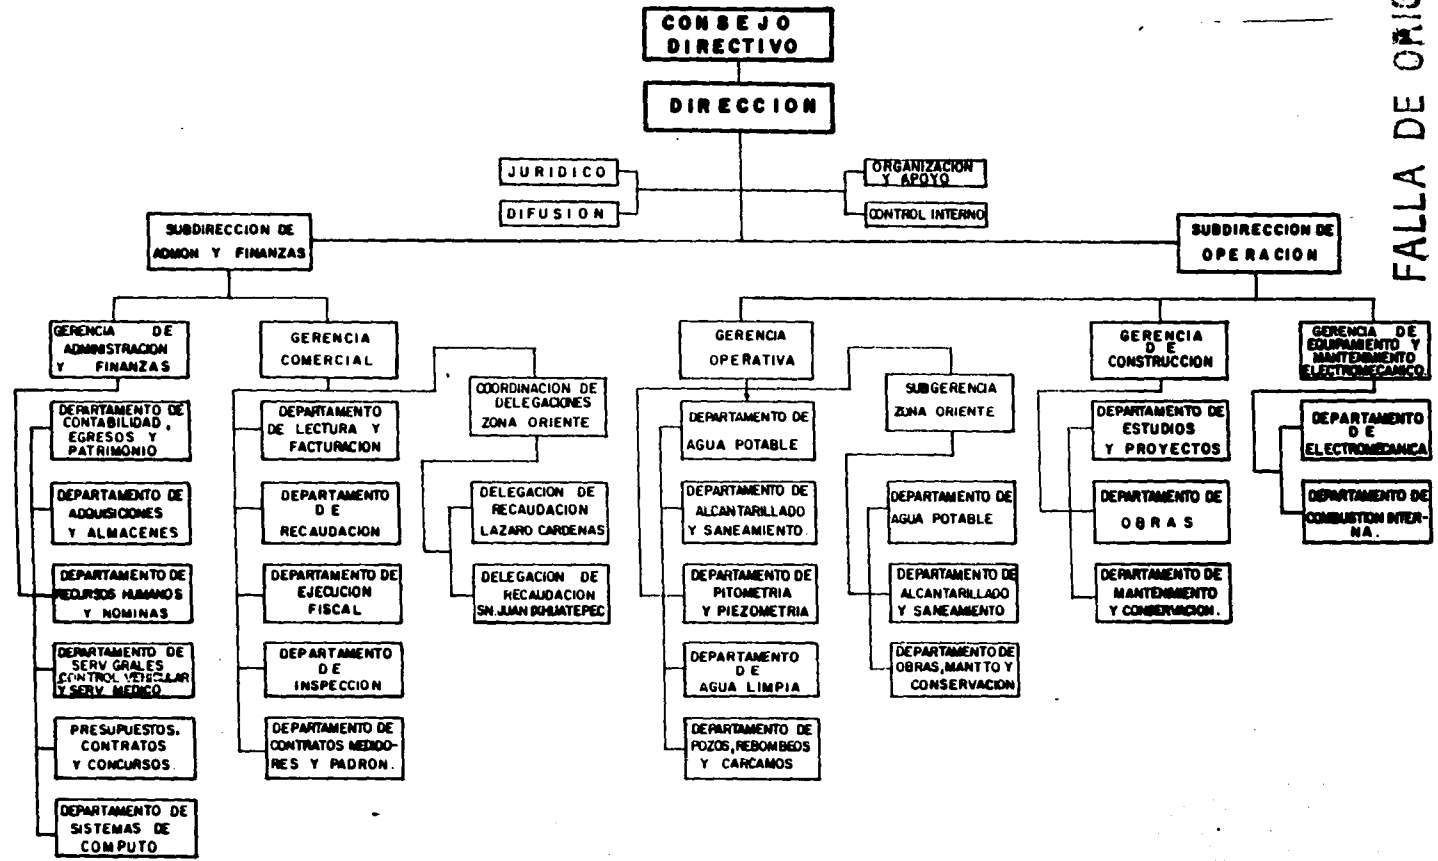 CONSEJO
DIRECTIVO
DIRECCION
JURIDICO
DIFUSION
ORGANIZACION
Y APOYO
CONTROL INTERNO
SUBDIRECCION DE
ADMON Y FINANZAS
SUBDIRECCION DE
OPERACION
GERENCIA DE
ADMINISTRACION
Y FINANZAS
DEPARTAMENTO DE
CONTABILIDAD,
EGRESOS Y
PATRIMONIO
DEPARTAMENTO DE
ADQUISICIONES
Y ALMACENES
DEPARTAMENTO DE
RECURSOS HUMANOS
Y NOMINAS
DEPARTAMENTO DE
SERV GRALES
CONTROL VEHICULAR
Y SERV. MEDICO
PRESUPUESTOS,
CONTRATOS
Y CONCURSOS.
DEPARTAMENTO DE
SISTEMAS DE
COMPUTO
GERENCIA
COMERCIAL
DEPARTAMENTO
DE LECTURA Y
FACTURACION
DEPARTAMENTO
DE
RECAUDACION
DEPARTAMENTO DE
EJECUCION
FISCAL
DEPARTAMENTO
DE
INSPECCION
DEPARTAMENTO DE
CONTRATOS MEDIDO-
RES Y PADRON.
COORDINACION DE
DELEGACIONES
ZONA ORIENTE
DELEGACION DE
RECAUDACION
LAZARO CARDENAS
DELEGACION DE
RECAUDACION
SN. JUAN IXHUATEPEC
GERENCIA
OPERATIVA
DEPARTAMENTO DE
AGUA POTABLE
DEPARTAMENTO DE
ALCANTARILLADO
Y SANEAMIENTO.
DEPARTAMENTO DE
PITOMETRIA
Y PIEZOMETRIA
DEPARTAMENTO
DE
AGUA LIMPIA
DEPARTAMENTO DE
POZOS, REBOMBEOS
Y CARCAMOS
SUBGERENCIA
ZONA ORIENTE
DEPARTAMENTO DE
AGUA POTABLE
DEPARTAMENTO DE
ALCANTARILLADO
Y SANEAMIENTO
DEPARTAMENTO DE
OBRAS, MANTTO Y
CONSERVACION
GERENCIA
DE
CONSTRUCCION
DEPARTAMENTO DE
ESTUDIOS
Y PROYECTOS
DEPARTAMENTO DE
OBRAS
DEPARTAMENTO DE
MANTENIMIENTO
Y CONSERVACION.
GERENCIA DE
EQUIPAMIENTO Y
MANTENIMIENTO
ELECTROMECANICO.
DEPARTAMENTO
DE
ELECTROMECANICA
DEPARTAMENTO DE
COMBUSTION INTER-
NA.
FALLA DE